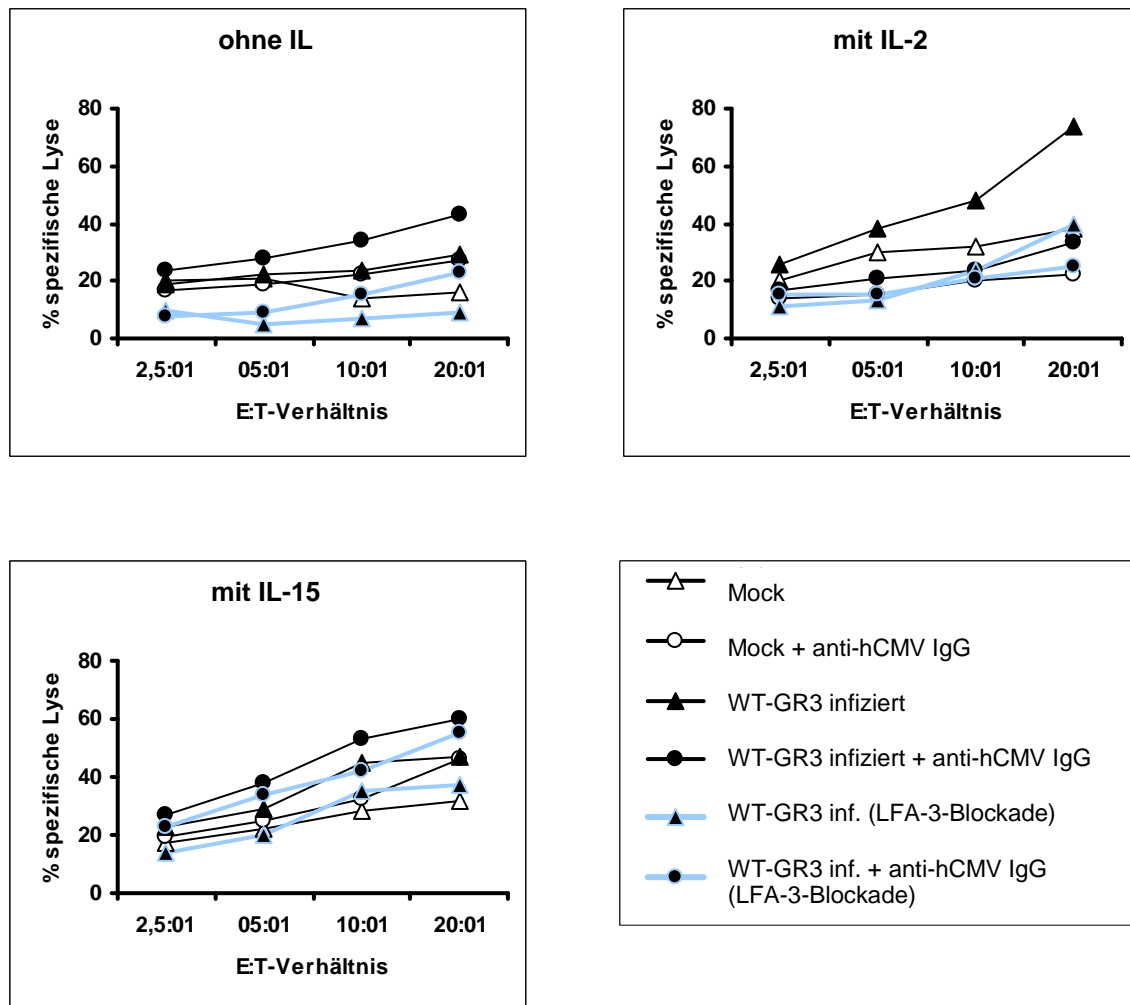 ohne IL
80
60
40
20
0
% spezifische Lyse
2,5:01 05:01 10:01 20:01
E:T-Verhältnis
mit IL-2
80
60
40
20
0
% spezifische Lyse
2,5:01 05:01 10:01 20:01
E:T-Verhältnis
mit IL-15
80
60
40
20
0
% spezifische Lyse
2,5:01 05:01 10:01 20:01
E:T-Verhältnis
Mock
Mock + anti-hCMV IgG
WT-GR3 infiziert
WT-GR3 infiziert + anti-hCMV IgG
WT-GR3 inf. (LFA-3-Blockade)
WT-GR3 inf. + anti-hCMV IgG
(LFA-3-Blockade)